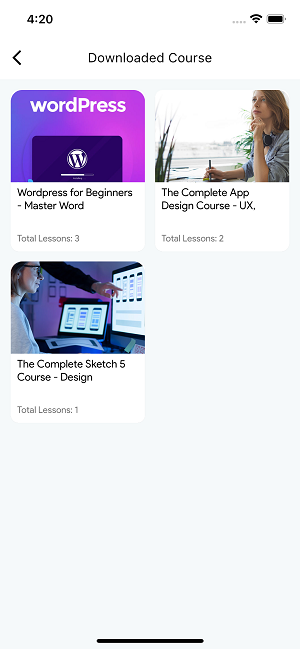 4:20
Downloaded Course
wordPress
Wordpress for Beginners
- Master Word
Total Lessons: 3
The Complete App
Design Course - UX,
Total Lessons: 2
The Complete Sketch 5
Course - Design
Total Lessons: 1